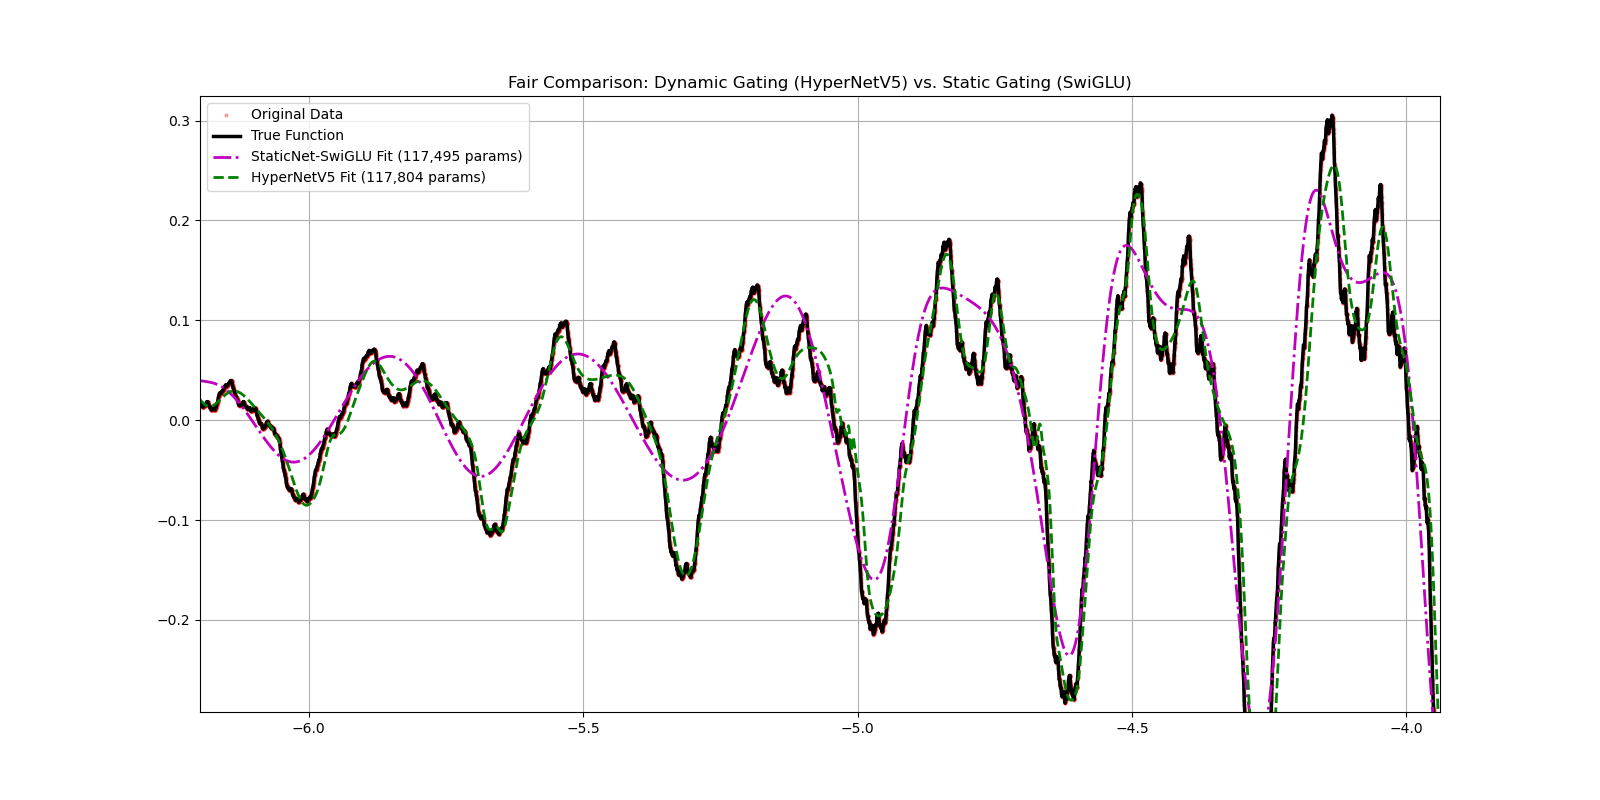 Fair Comparison: Dynamic Gating (HyperNetV5) vs. Static Gating (SwiGLU)
Original Data
True Function
StaticNet-SwiGLU Fit (117,495 params)
HyperNetV5 Fit (117,804 params)
0.3
0.2
0.1
0.0
−0.1
−0.2
−6.0 −5.5 −5.0 −4.5 −4.0